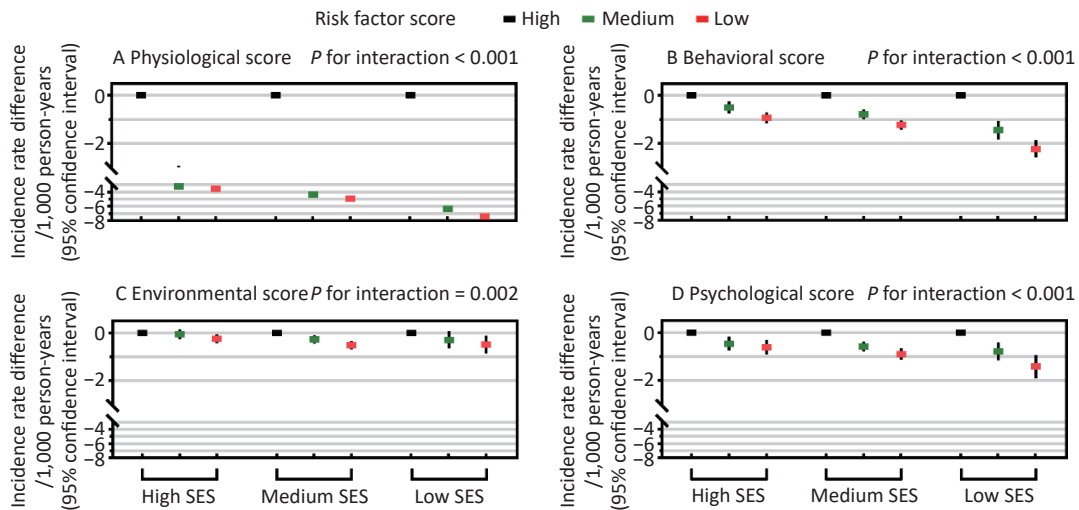 Risk factor score High Medium Low
A Physiological score P for interaction < 0.001
Incidence rate difference
/1,000 person-years
(95% confidence interval)
0
−2
−4
−6
−8
B Behavioral score P for interaction < 0.001
Incidence rate difference
/1,000 person-years
(95% confidence interval)
0
−2
−4
−6
−8
C Environmental score P for interaction = 0.002
Incidence rate difference
/1,000 person-years
(95% confidence interval)
0
−2
−4
−6
−8
High SES Medium SES Low SES
D Psychological score P for interaction < 0.001
Incidence rate difference
/1,000 person-years
(95% confidence interval)
0
−2
−4
−6
−8
High SES Medium SES Low SES